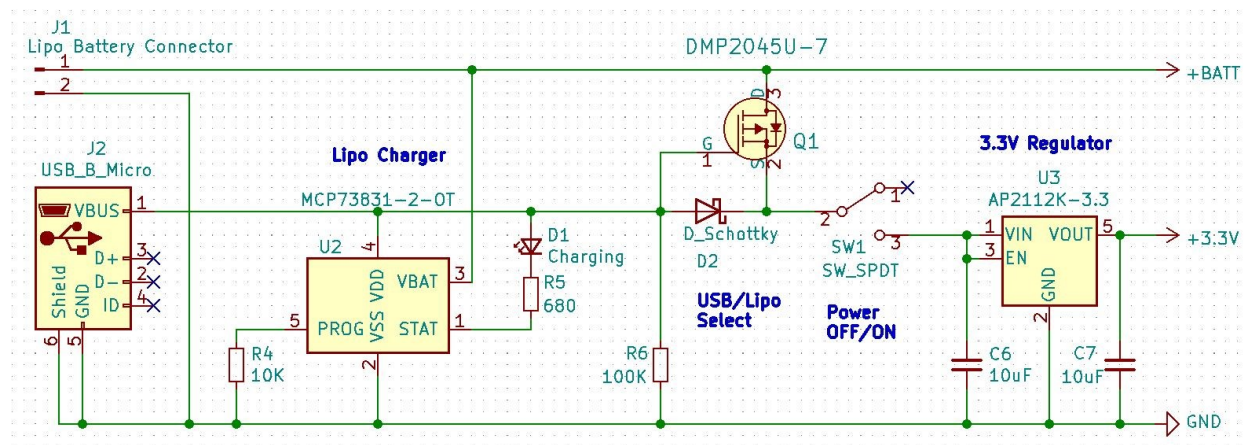 J1
Lipo Battery Connector
1
2
+BATT
DMP2045U-7
D
3
G
1
S
2
Q1
J2
USB_B_Micro
VBUS
1
D+
3
D-
2
ID
4
Shield
GND
6
5
Lipo Charger
MCP73831-2-OT
U2
4
VDD
VBAT
3
PROG
5
VSS
STAT
1
2
D1
Charging
R5
680
R4
10K
R6
100K
D_Schottky
D2
USB/Lipo
Select
2
1
3
SW1
SW_SPDT
Power
OFF/ON
3.3V Regulator
U3
AP2112K-3.3
1
VIN
VOUT
5
3
EN
GND
2
+3.3V
C6
10uF
C7
10uF
GND